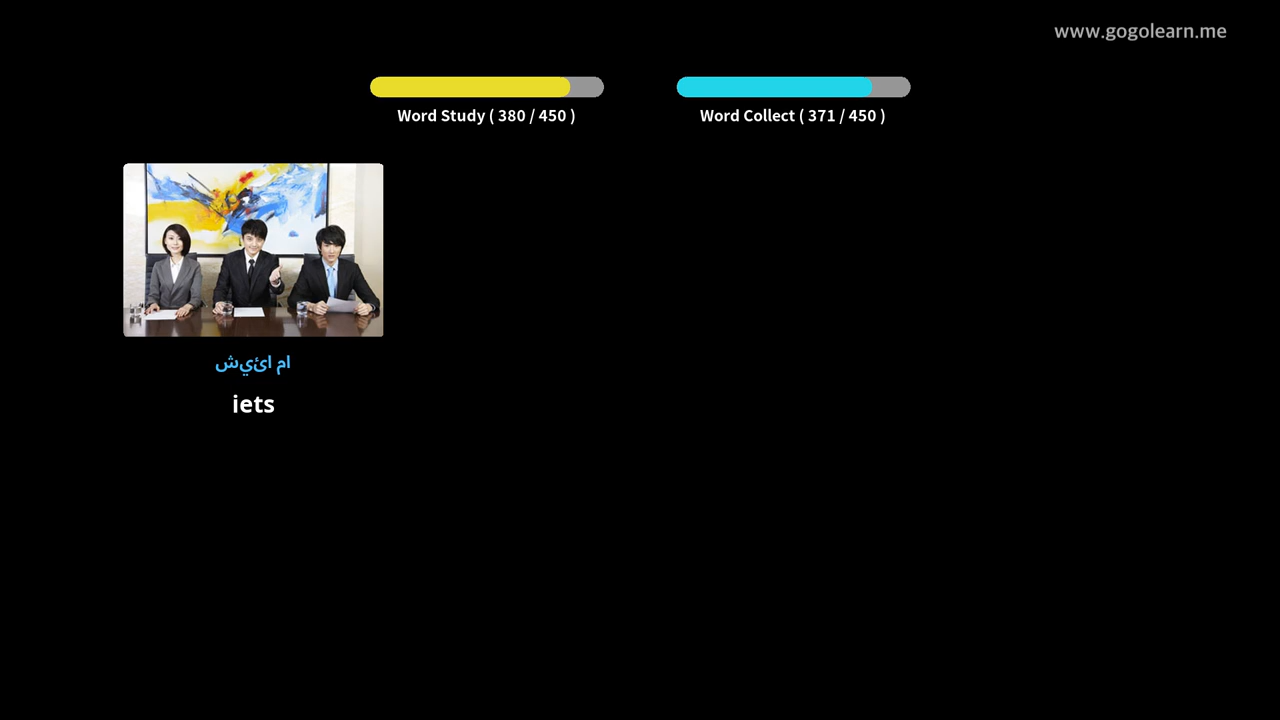 www.gogolearn.me
Word Study ( 380 / 450 )
Word Collect ( 371 / 450 )
ام ائيش
iets